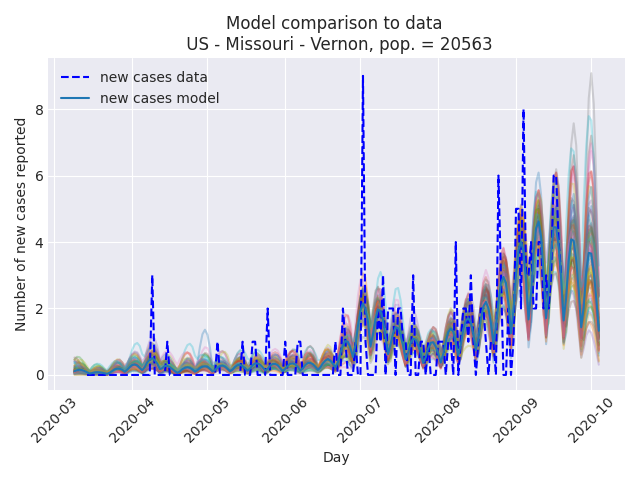 Model comparison to data
US - Missouri - Vernon, pop. = 20563
new cases data
new cases model
Number of new cases reported
8
6
4
2
0
2020-03
2020-04
2020-05
2020-06
2020-07
2020-08
2020-09
2020-10
Day